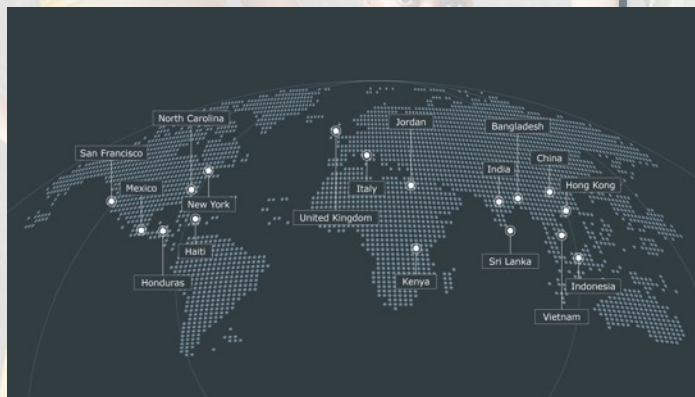 North Carolina
Jordan
Bangladesh
San Francisco
China
India
Hong Kong
Mexico
Italy
New York
United Kingdom
Haiti
Sri Lanka
Honduras
Kenya
Indonesia
Vietnam